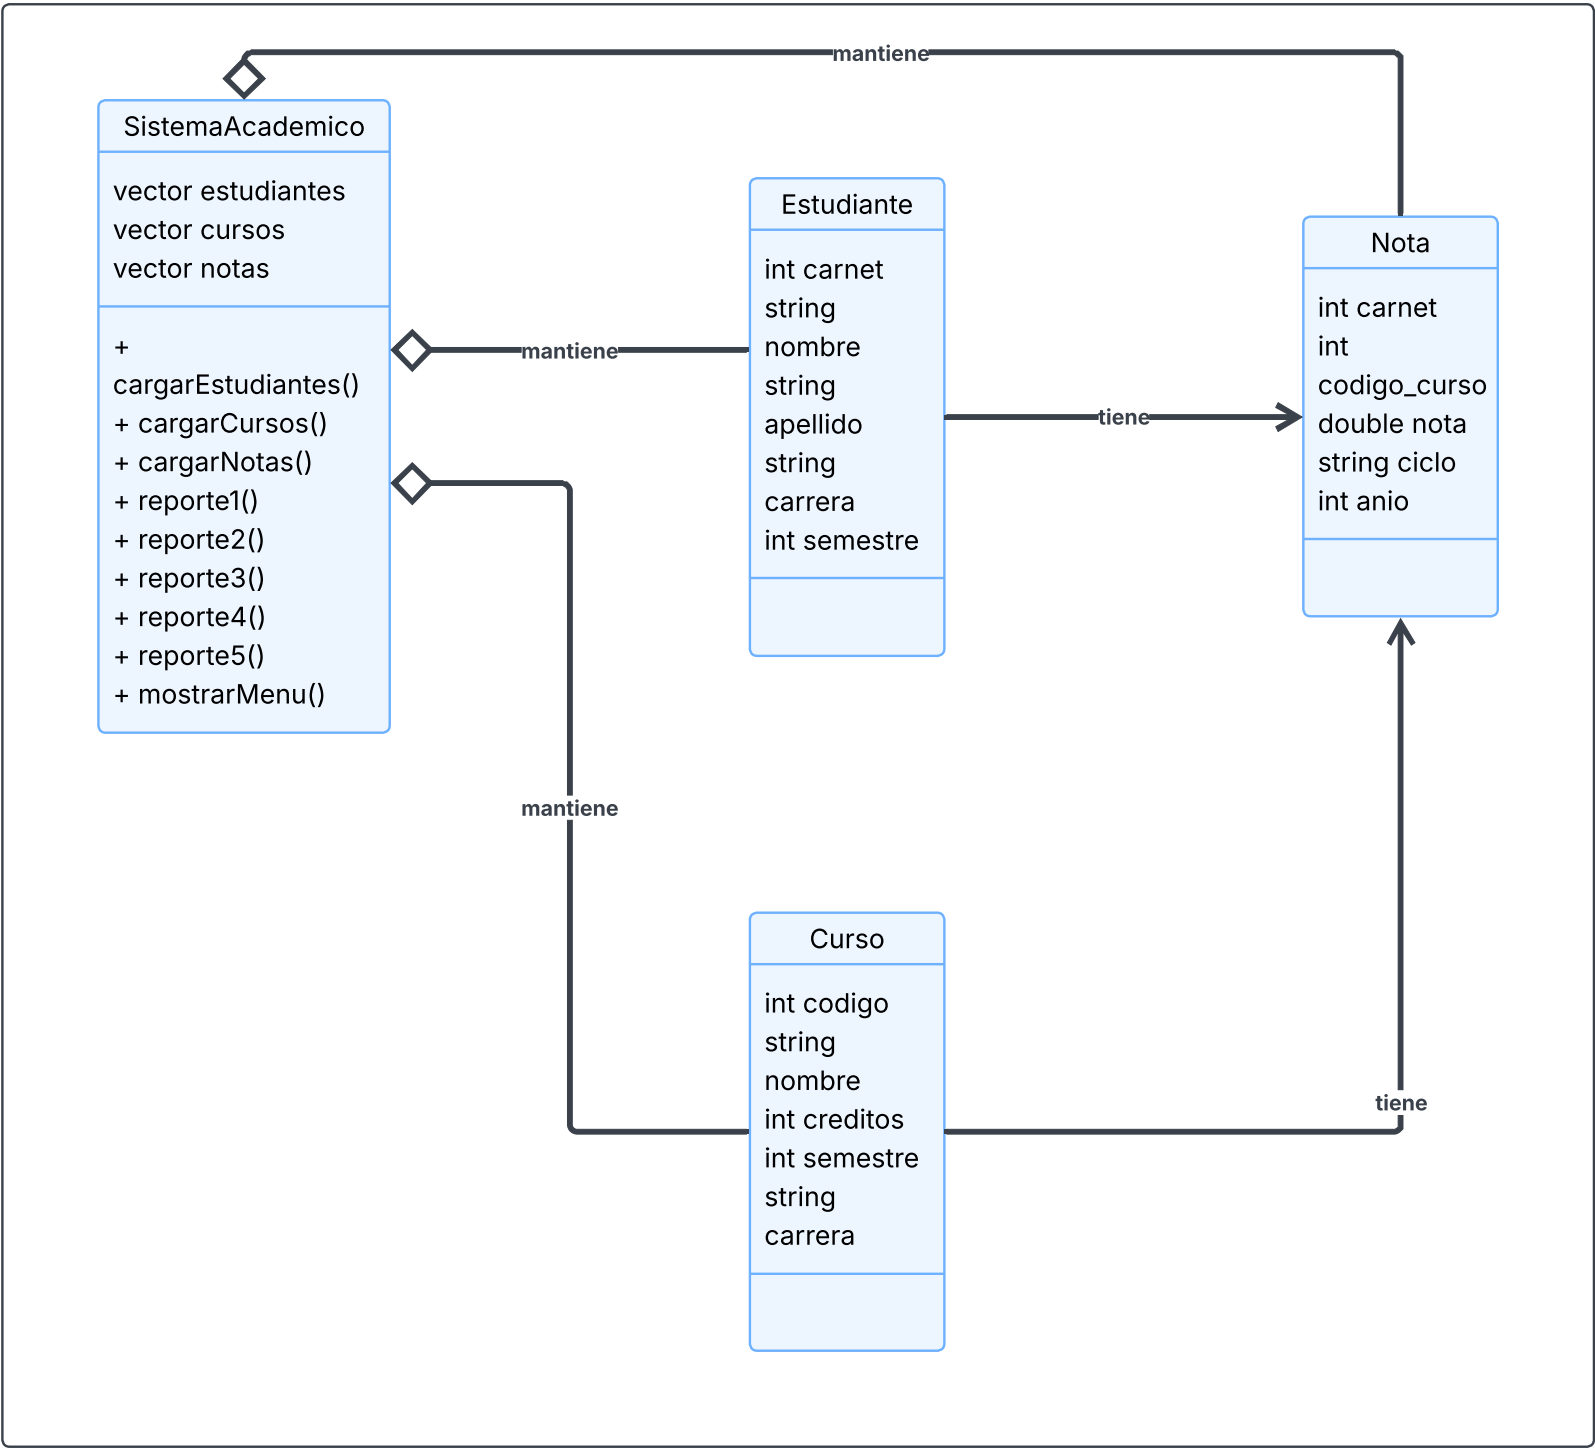 mantiene
SistemaAcademico
vector estudiantes
vector cursos
vector notas
+
cargarEstudiantes()
+ cargarCursos()
+ cargarNotas()
+ reporte1()
+ reporte2()
+ reporte3()
+ reporte4()
+ reporte5()
+ mostrarMenu()
mantiene
mantiene
Estudiante
int carnet
string
nombre
string
apellido
string
carrera
int semestre
tiene
Nota
int carnet
int
codigo_curso
double nota
string ciclo
int anio
Curso
int codigo
string
nombre
int creditos
int semestre
string
carrera
tiene